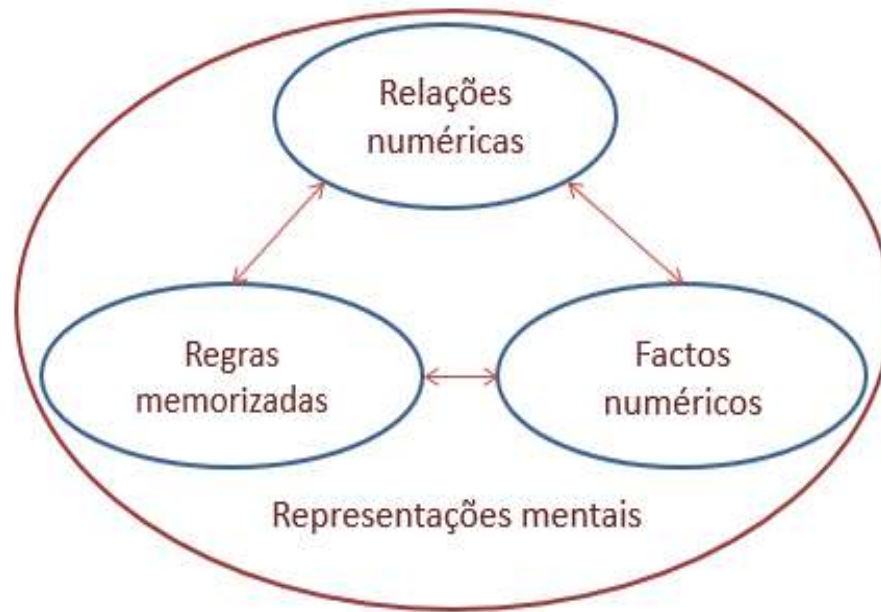 Relações
numéricas
Regras
memorizadas
Factos
numéricos
Representações mentais